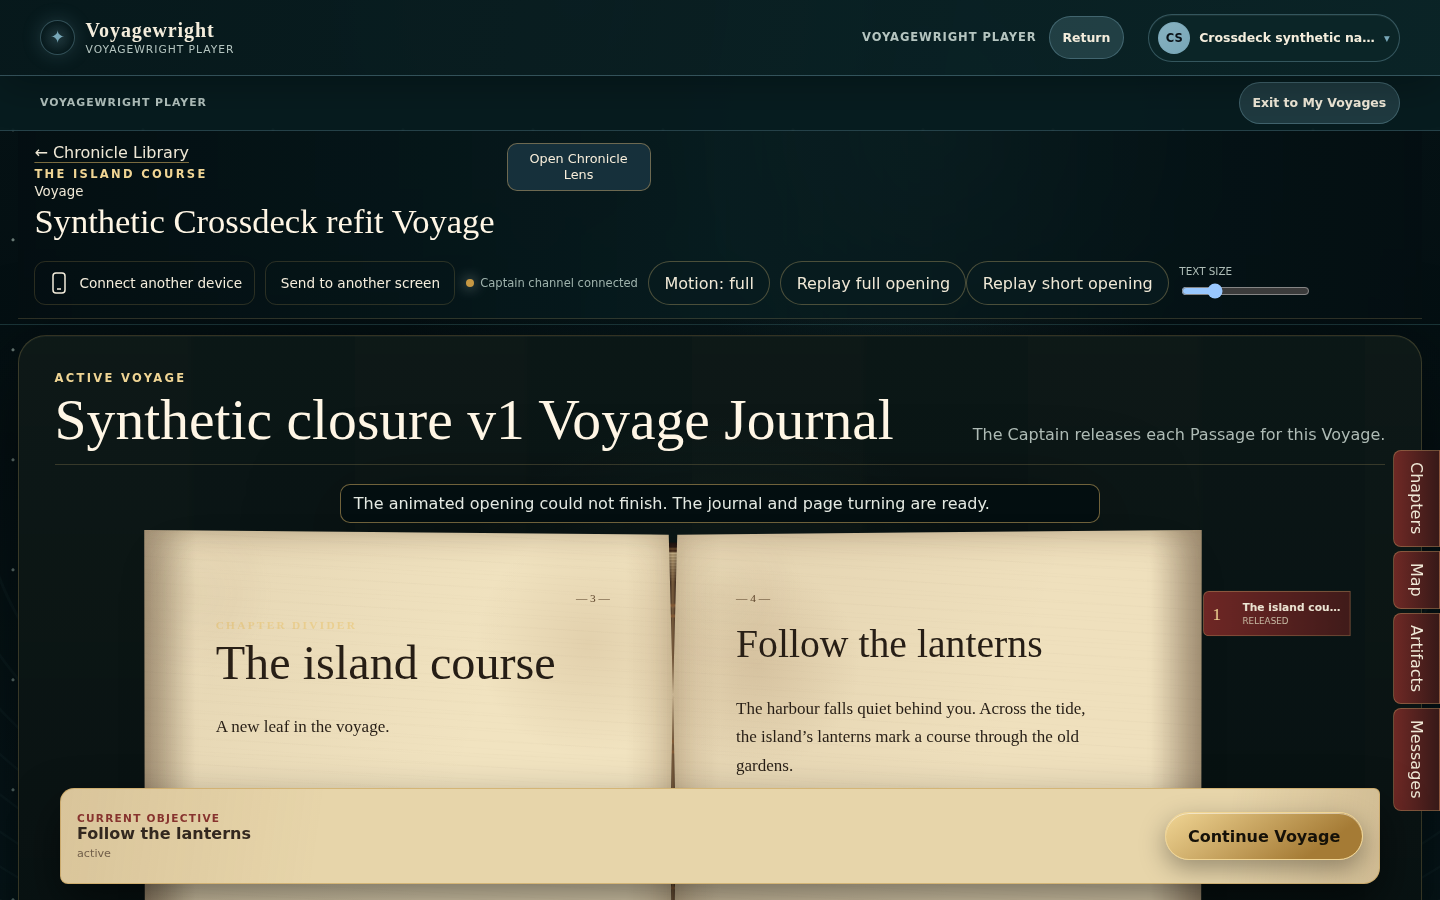 ✦ Voyagewright
VOYAGEWRIGHT PLAYER
VOYAGEWRIGHT PLAYER
Return
CS
Crossdeck synthetic na…
VOYAGEWRIGHT PLAYER
Exit to My Voyages
← Chronicle Library
THE ISLAND COURSE
Voyage
Synthetic Crossdeck refit Voyage
Open Chronicle
Lens
Connect another device
Send to another screen
Captain channel connected
Motion: full
Replay full opening
Replay short opening
TEXT SIZE
ACTIVE VOYAGE
Synthetic closure v1 Voyage Journal
The Captain releases each Passage for this Voyage.
The animated opening could not finish. The journal and page turning are ready.
— 3 —
CHAPTER DIVIDER
The island course
A new leaf in the voyage.
— 4 —
Follow the lanterns
The harbour falls quiet behind you. Across the tide,
the island’s lanterns mark a course through the old
gardens.
1
The island cou…
RELEASED
Chapters
Map
Artifacts
Messages
CURRENT OBJECTIVE
Follow the lanterns
active
Continue Voyage